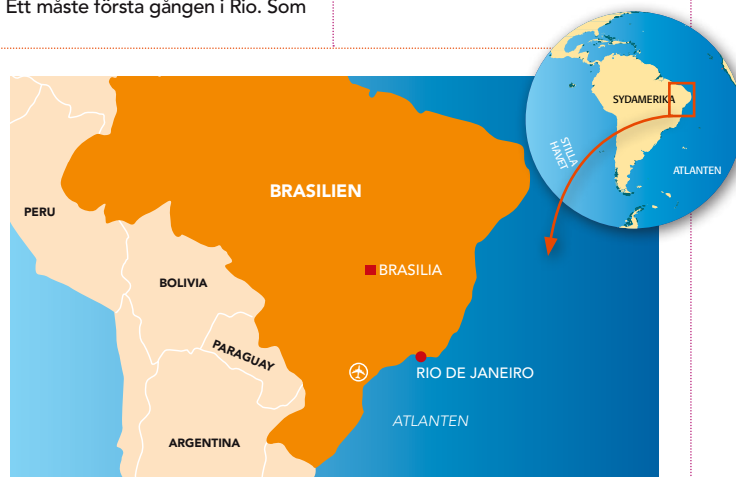 Ett måste första gången i Rio. Som
SYDAMERIKA
STILLA
HAVET
ATLANTEN
BRASILIEN
PERU
BRASILIA
BOLIVIA
PARAGUAY
RIO DE JANEIRO
ATLANTEN
ARGENTINA